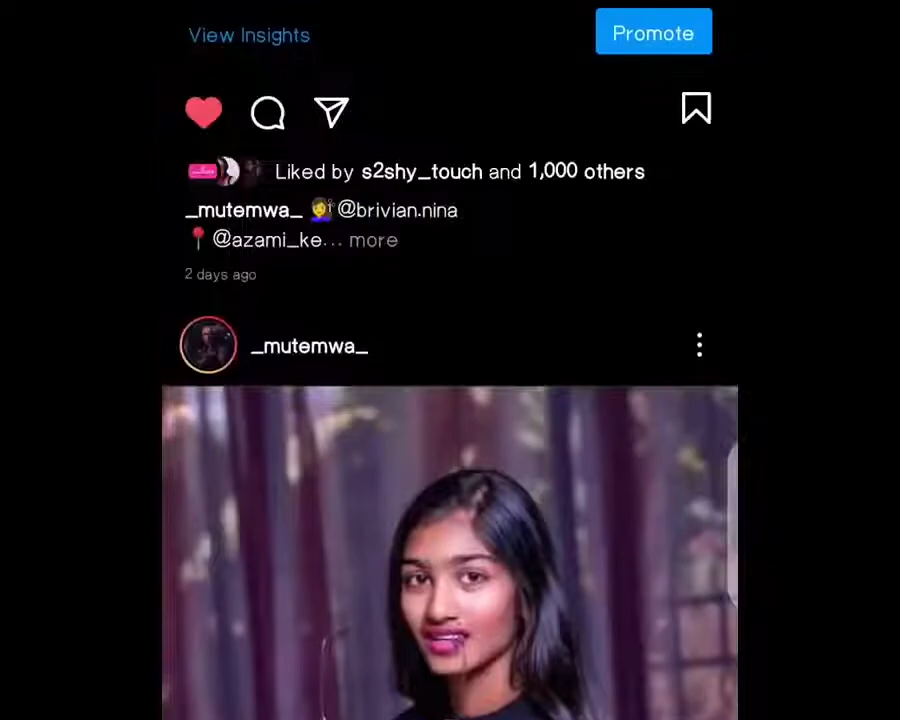 View Insights
Promote
Liked by s2shy_touch and 1,000 others
_mutemwa_ 💇‍♀️@brivian.nina
📍 @azami_ke... more
2 days ago
_mutemwa_